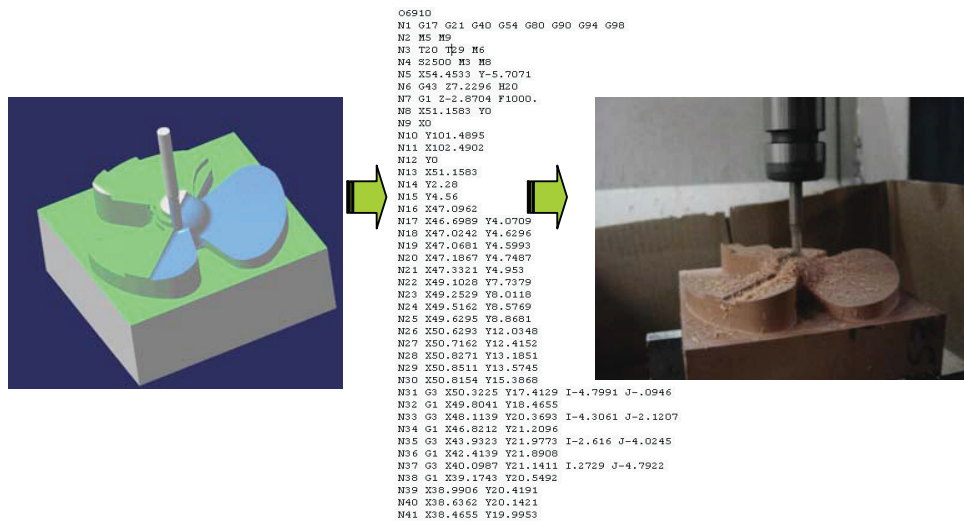 O6910
N1 G17 G21 G40 G54 G80 G90 G94 G98
N2 M5 M9
N3 T20 T29 M6
N4 S2500 M3 M8
N5 X54.4533 Y-5.7071
N6 G43 Z7.2296 H20
N7 G1 Z-2.8704 F1000.
N8 X51.1583 Y0
N9 X0
N10 Y101.4895
N11 X102.4902
N12 Y0
N13 X51.1583
N14 Y2.28
N15 Y4.56
N16 X47.0962
N17 X46.6989 Y4.0709
N18 X47.0242 Y4.6296
N19 X47.0681 Y4.5993
N20 X47.1867 Y4.7487
N21 X47.3321 Y4.953
N22 X49.1028 Y7.7379
N23 X49.2529 Y8.0118
N24 X49.5162 Y8.5769
N25 X49.6295 Y8.8681
N26 X50.6293 Y12.0348
N27 X50.7162 Y12.4152
N28 X50.8271 Y13.1851
N29 X50.8511 Y13.5745
N30 X50.8154 Y15.3868
N31 G3 X50.3225 Y17.4129 I-4.7991 J-.0946
N32 G1 X49.8041 Y18.4655
N33 G3 X48.1139 Y20.3693 I-4.3061 J-2.1207
N34 G1 X46.8212 Y21.2096
N35 G3 X43.9323 Y21.9773 I-2.616 J-4.0245
N36 G1 X42.4139 Y21.8908
N37 G3 X40.0987 Y21.1411 I.2729 J-4.7922
N38 G1 X39.1743 Y20.5492
N39 X38.9906 Y20.4191
N40 X38.6362 Y20.1421
N41 X38.4655 Y19.9953